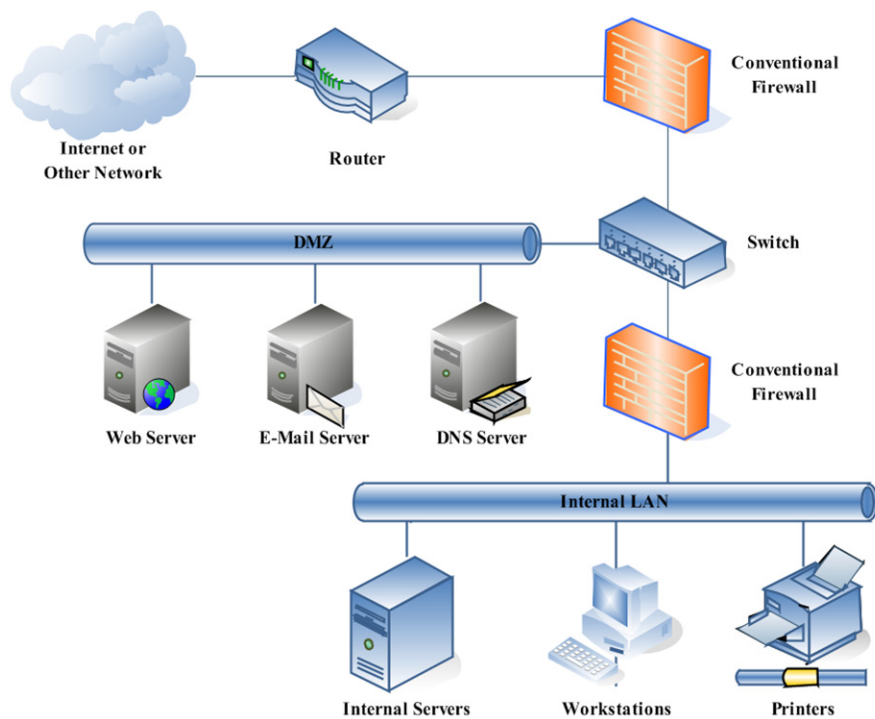 Conventional
Firewall
Internet or
Other Network
Router
DMZ
Switch
Conventional
Firewall
Web Server
E-Mail Server
DNS Server
Internal LAN
Internal Servers
Workstations
Printers